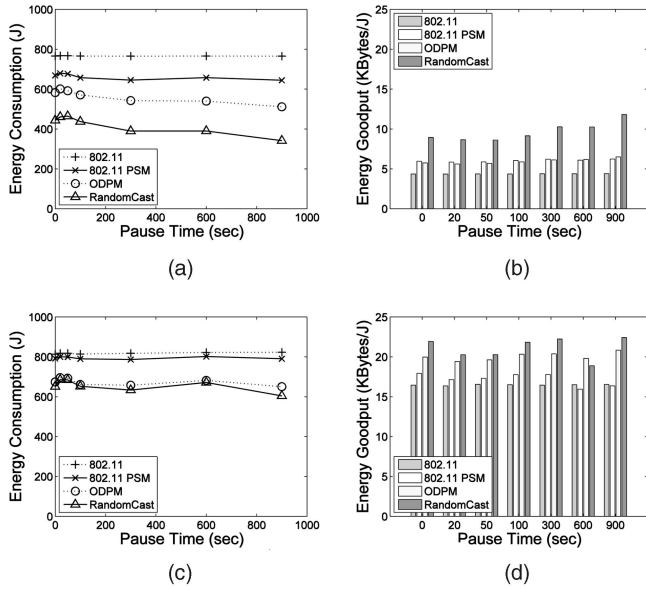 1000
800
600
400
200
0
Energy Consumption (J)
802.11
802.11 PSM
ODPM
RandomCast
0 200 400 600 800 1000
Pause Time (sec)
(a)
25
20
15
10
5
0
Energy Goodput (KBytes/J)
802.11
802.11 PSM
ODPM
RandomCast
0 20 50 100 300 600 900
Pause Time (sec)
(b)
1000
800
600
400
200
0
Energy Consumption (J)
802.11
802.11 PSM
ODPM
RandomCast
0 200 400 600 800 1000
Pause Time (sec)
(c)
25
20
15
10
5
0
Energy Goodput (KBytes/J)
802.11
802.11 PSM
ODPM
RandomCast
0 20 50 100 300 600 900
Pause Time (sec)
(d)